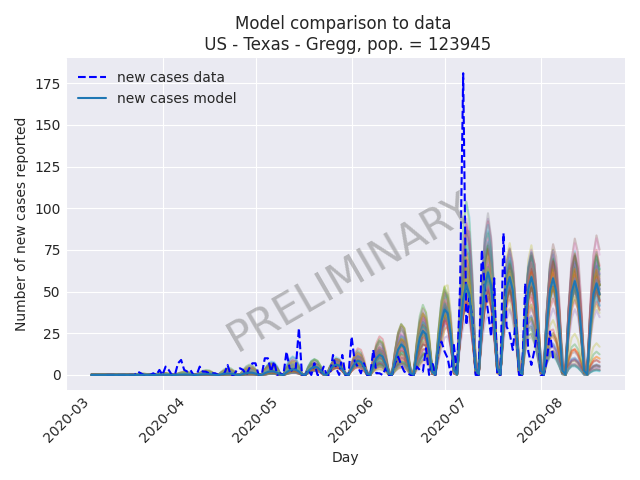 Model comparison to data
US - Texas - Gregg, pop. = 123945
new cases data
new cases model
PRELIMINARY
Number of new cases reported
175
150
125
100
75
50
25
0
2020-03
2020-04
2020-05
2020-06
2020-07
2020-08
Day